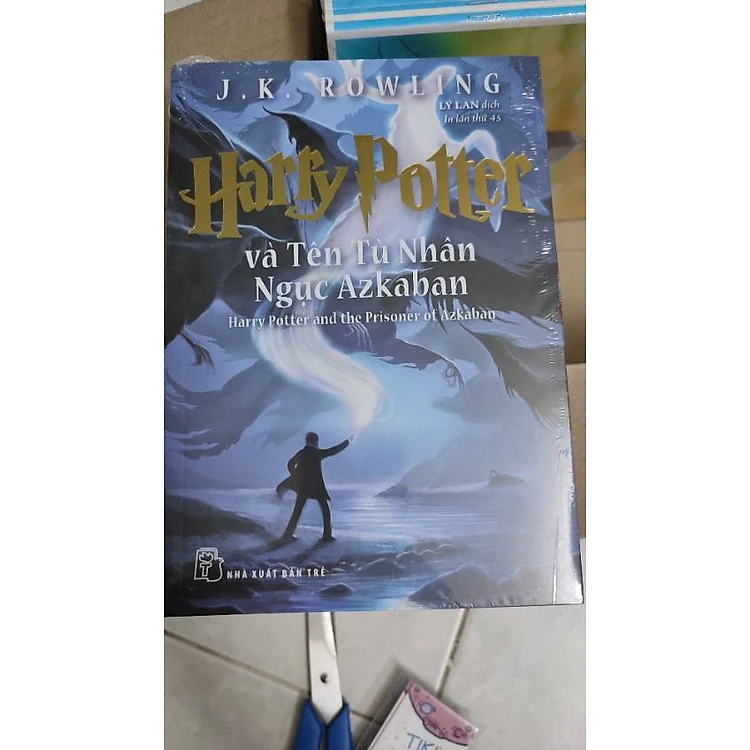 J.K. ROWLING
LÝ LAN dịch
In lần thứ 45
Harry Potter
và Tên Tù Nhân
Ngục Azkaban
Harry Potter and the Prisoner of Azkaban
NHÀ XUẤT BẢN TRẺ
TIKI